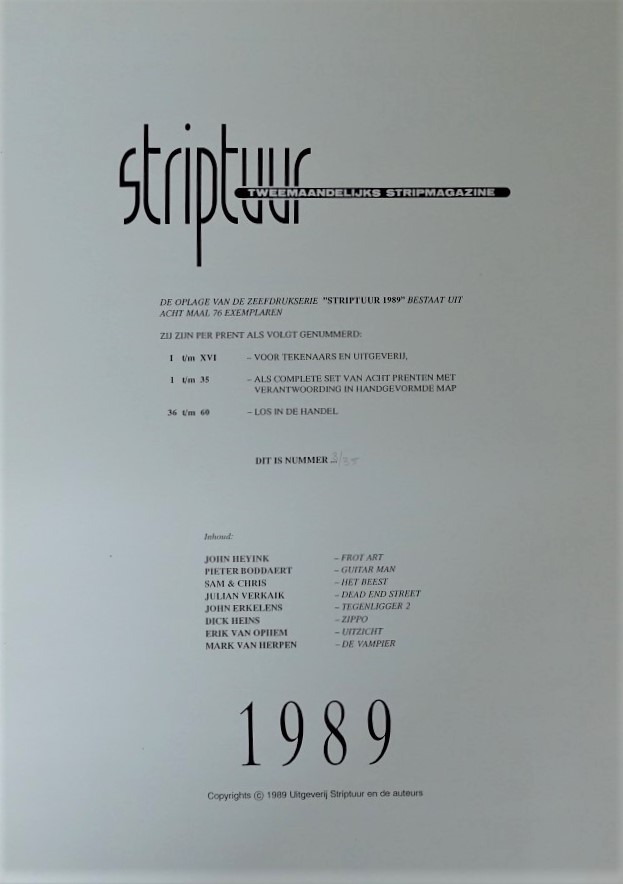 striptuur
TWEEMAANDELIJKS STRIPMAGAZINE
DE OPLAGE VAN DE ZEEFDRUKSERIE "STRIPTUUR 1989" BESTAAT UIT
ACHT MAAL 76 EXEMPLAREN
ZIJ ZIJN PER PRENT ALS VOLGT GENUMMERD:
1 t/m XVI – VOOR TEKENAARS EN UITGEVERIJ,
1 t/m 35 – ALS COMPLETE SET VAN ACHT PRENTEN MET
VERANTWOORDING IN HANDGEVORMDE MAP
36 t/m 60 – LOS IN DE HANDEL
DIT IS NUMMER
Inhoud:
JOHN HEYINK – FROT ART
PIETER BODDAERT – GUITAR MAN
SAM & CHRIS – HET BEEST
JULIAN VERKAIK – DEAD END STREET
JOHN ERKELENS – TEGENLIGGER 2
DICK HEINS – ZIPPO
ERIK VAN OPHEM – UITZICHT
MARK VAN HERPEN – DE VAMPIER
1989
Copyrights © 1989 Uitgeverij Striptuur en de auteurs